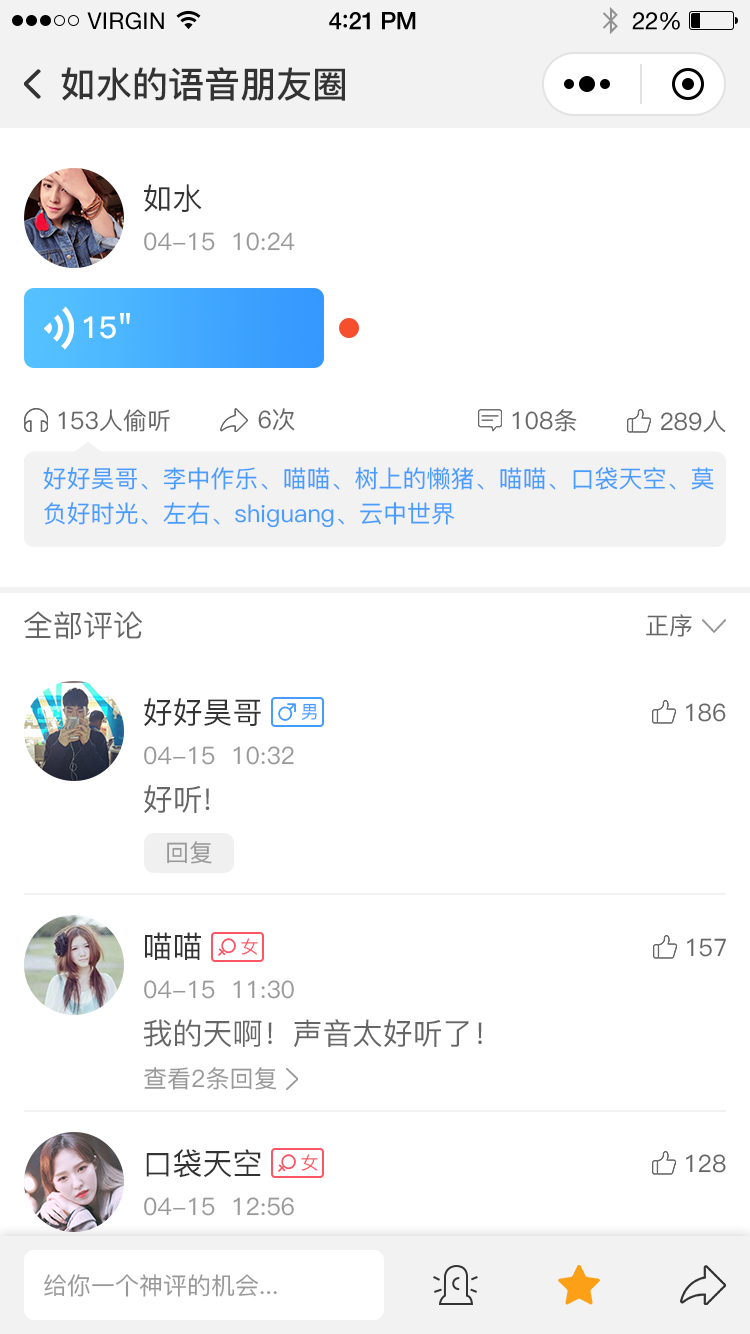 VIRGIN 4:21 PM 22%
如水的语音朋友圈
如水
04-15 10:24
15"
153人偷听 6次 108条 289人
好好昊哥、李中作乐、喵喵、树上的懒猪、喵喵、口袋天空、莫
负好时光、左右、shiguang、云中世界
全部评论 正序
好好昊哥 男 186
04-15 10:32
好听!
回复
喵喵 女 157
04-15 11:30
我的天啊！声音太好听了！
查看2条回复
口袋天空 女 128
04-15 12:56
给你一个神评的机会...